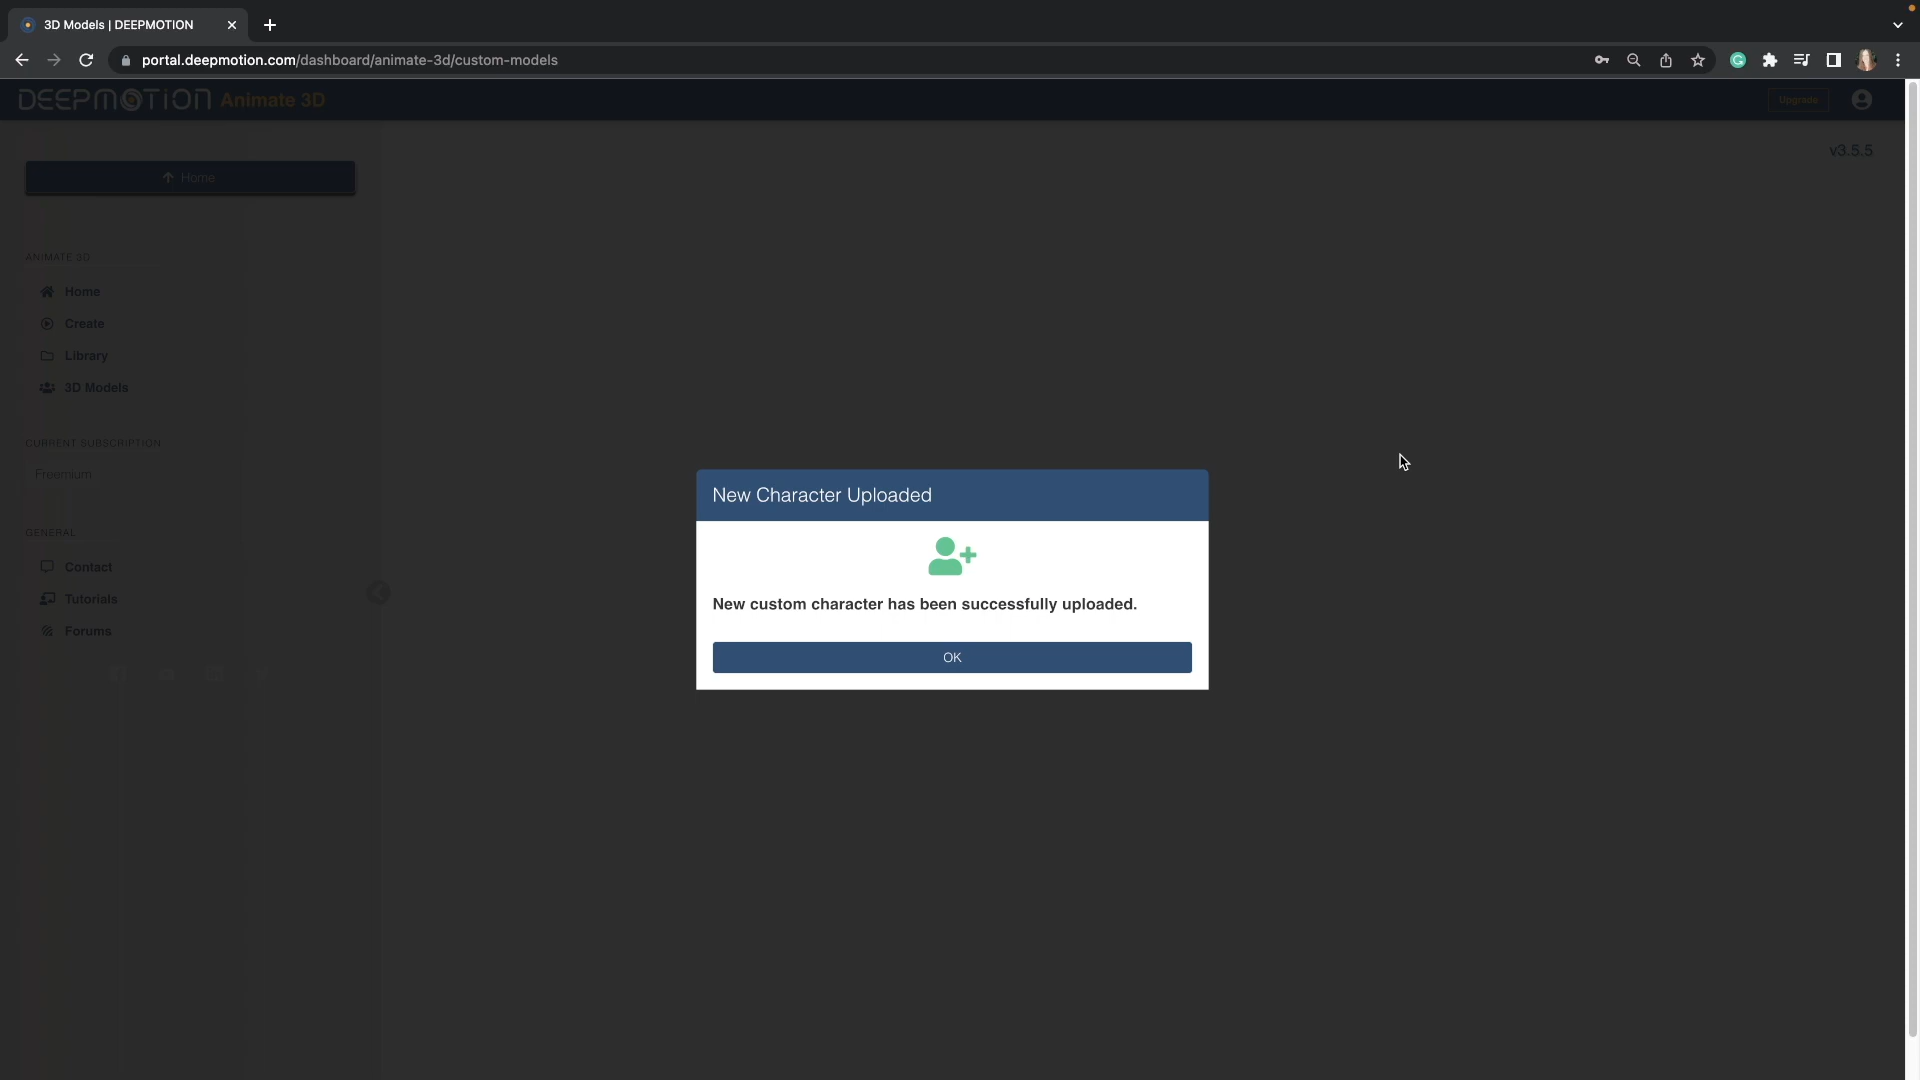 3D Models | DEEPMOTION
portal.deepmotion.com/dashboard/animate-3d/custom-models
DEEPMOTION Animate 3D
Upgrade
v3.5.5
Home
ANIMATE 3D
Home
Create
Library
3D Models
CURRENT SUBSCRIPTION
Freemium
GENERAL
Contact
Tutorials
Forums
New Character Uploaded
New custom character has been successfully uploaded.
OK